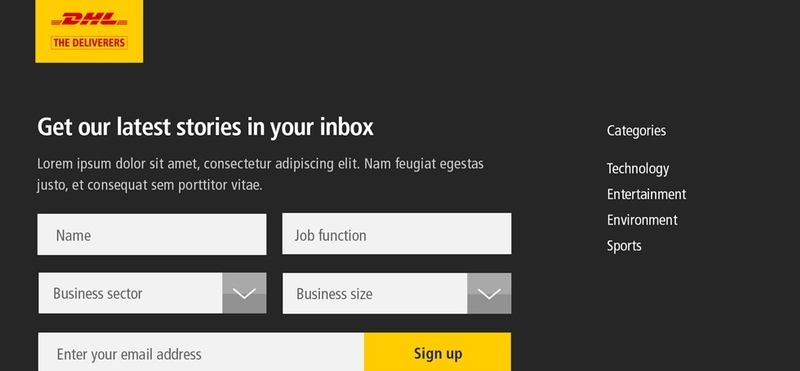 DHL
THE DELIVERERS
Get our latest stories in your inbox
Lorem ipsum dolor sit amet, consectetur adipiscing elit. Nam feugiat egestas
justo, et consequat sem porttitor vitae.
Name
Job function
Business sector
Business size
Enter your email address
Sign up
Categories
Technology
Entertainment
Environment
Sports